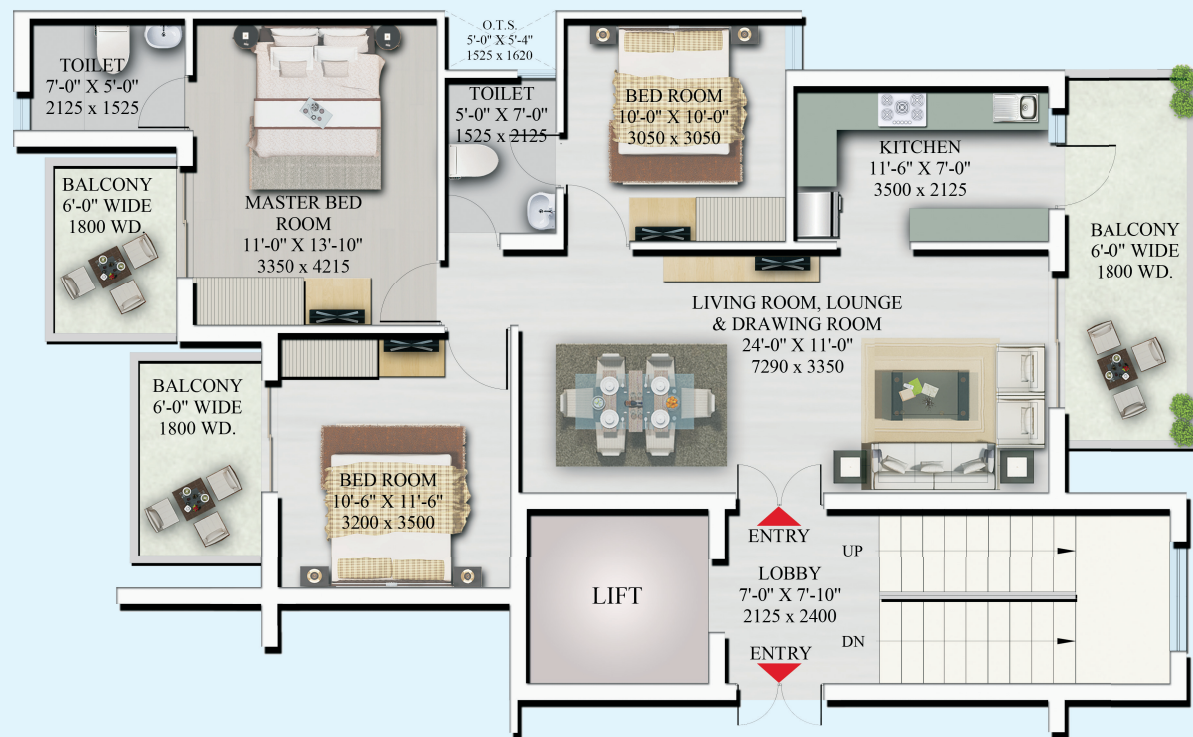 TOILET
7'-0" X 5'-0"
2125 x 1525
O.T.S.
5'-0" X 5'-4"
1525 x 1620
TOILET
5'-0" X 7'-0"
1525 x 2125
BED ROOM
10'-0" X 10'-0"
3050 x 3050
KITCHEN
11'-6" X 7'-0"
3500 x 2125
BALCONY
6'-0" WIDE
1800 WD.
MASTER BED
ROOM
11'-0" X 13'-10"
3350 x 4215
BALCONY
6'-0" WIDE
1800 WD.
LIVING ROOM, LOUNGE
& DRAWING ROOM
24'-0" X 11'-0"
7290 x 3350
BALCONY
6'-0" WIDE
1800 WD.
BED ROOM
10'-6" X 11'-6"
3200 x 3500
ENTRY
UP
LIFT
LOBBY
7'-0" X 7'-10"
2125 x 2400
DN
ENTRY